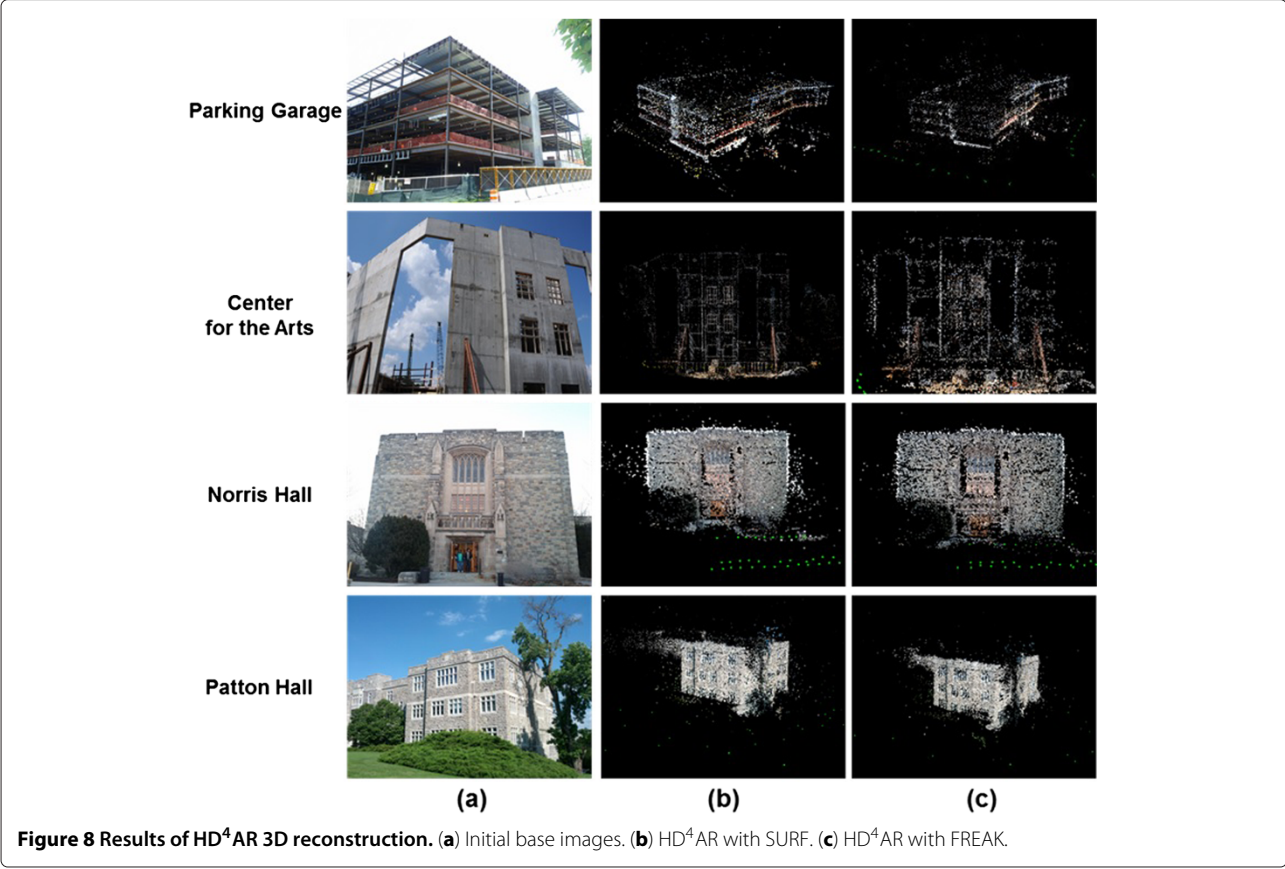 Parking Garage
Center
for the Arts
Norris Hall
Patton Hall
(a)
(b)
(c)
Figure 8 Results of HD⁴AR 3D reconstruction. (a) Initial base images. (b) HD⁴AR with SURF. (c) HD⁴AR with FREAK.